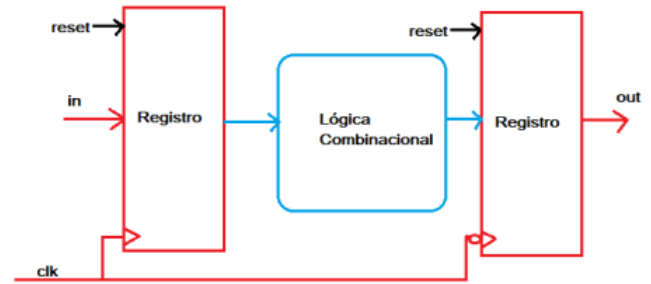 reset
reset
in
Registro
Lógica
Combinacional
Registro
out
clk